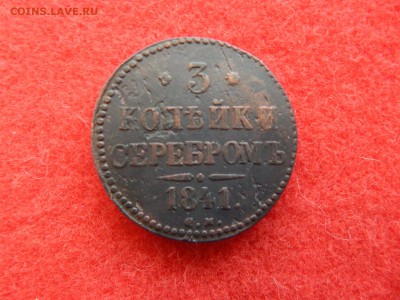 COINS.LAVE.RU
3
КОПѢЙКИ
СЕРЕБРОМЪ
1841